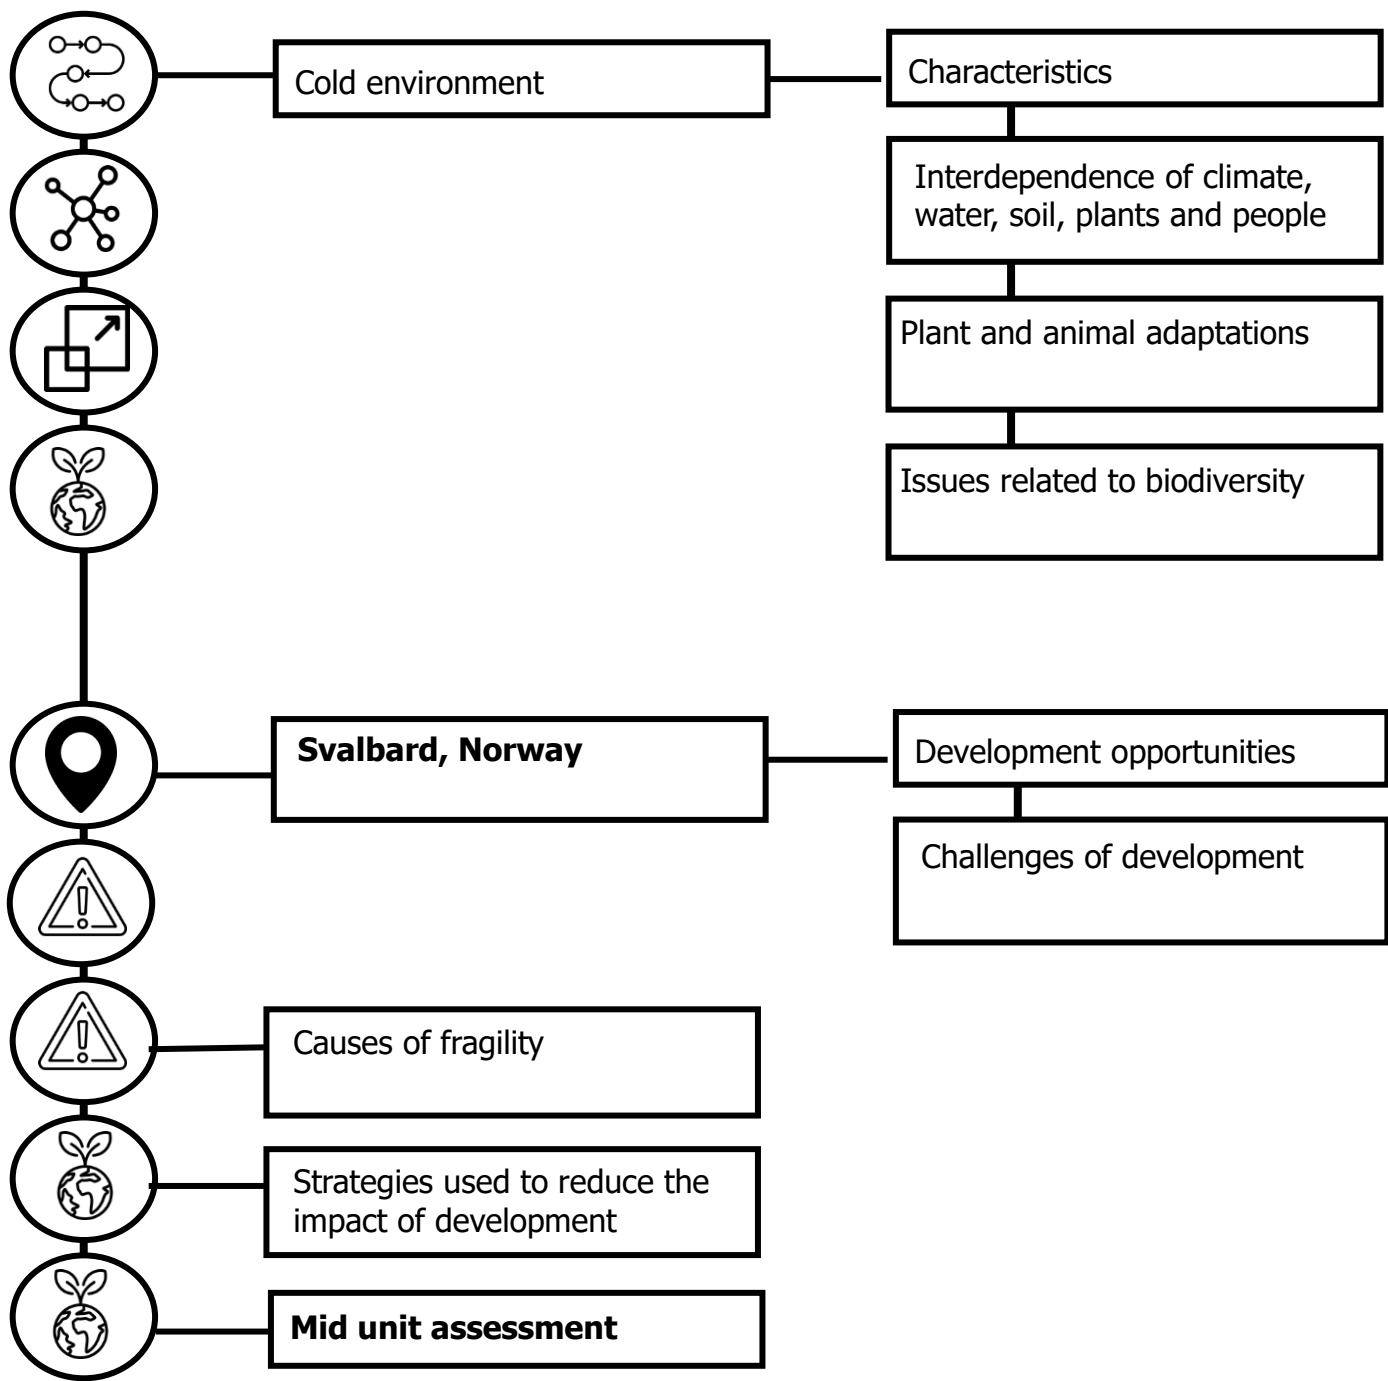 Cold environment
Characteristics
Interdependence of climate,
water, soil, plants and people
Plant and animal adaptations
Issues related to biodiversity
Svalbard, Norway
Development opportunities
Challenges of development
Causes of fragility
Strategies used to reduce the
impact of development
Mid unit assessment